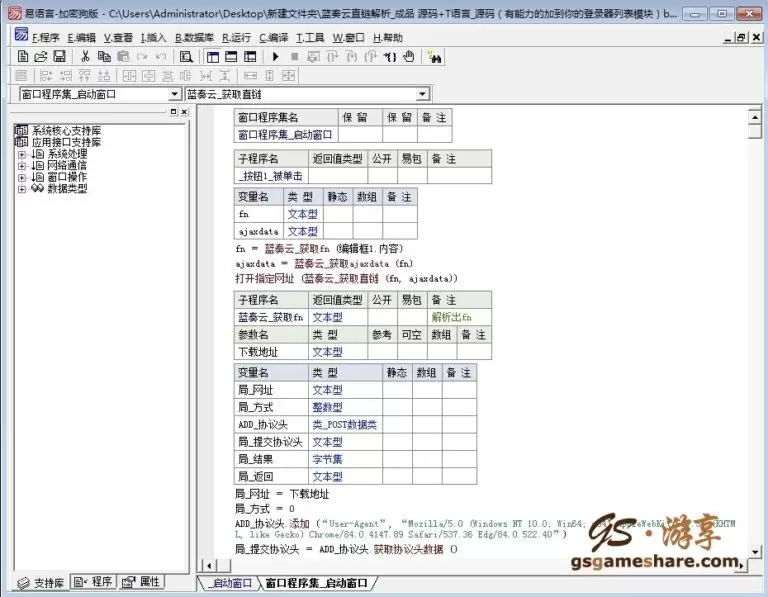 易语言-加密狗版 - C:\Users\Administrator\Desktop\新建文件夹\蓝奏云直链解析_成品 源码+T语言_源码（有能力的加到你的登录器列表模块）b...
E.程序 E.编辑 V.查看 I.插入 B.数据库 R.运行 C.编译 T.工具 W.窗口 H.帮助
窗口程序集_启动窗口 蓝奏云_获取直链
系统核心支持库
应用接口支持库
系统处理
网络通信
窗口操作
数据类型
窗口程序集名 保 留 保 留 备 注
窗口程序集_启动窗口
子程序名 返回值类型 公开 易包 备 注
_按钮1_被单击
变量名 类 型 静态 数组 备 注
fn 文本型
ajaxdata 文本型
fn = 蓝奏云_获取fn (编辑框1.内容)
ajaxdata = 蓝奏云_获取ajaxdata (fn)
打开指定网址 (蓝奏云_获取直链 (fn, ajaxdata))
子程序名 返回值类型 公开 易包 备 注
蓝奏云_获取fn 文本型 解析出fn
参数名 类 型 参考 可空 数组 备 注
下载地址 文本型
变量名 类 型 静态 数组 备 注
局_网址 文本型
局_方式 整数型
ADD_协议头 类_POST数据类
局_提交协议头 文本型
局_结果 字节集
局_返回 文本型
局_网址 = 下载地址
局_方式 = 0
ADD_协议头.添加 (“User-Agent”, “Mozilla/5.0 (Windows NT 10.0; Win64;
L, like Gecko) Chrome/84.0.4147.89 Safari/537.36 Edg/84.0.522.40”)
局_提交协议头 = ADD_协议头.获取协议头数据 ()
GS·游享
gsgameshare.com
支持库 程序 属性
_启动窗口 窗口程序集_启动窗口